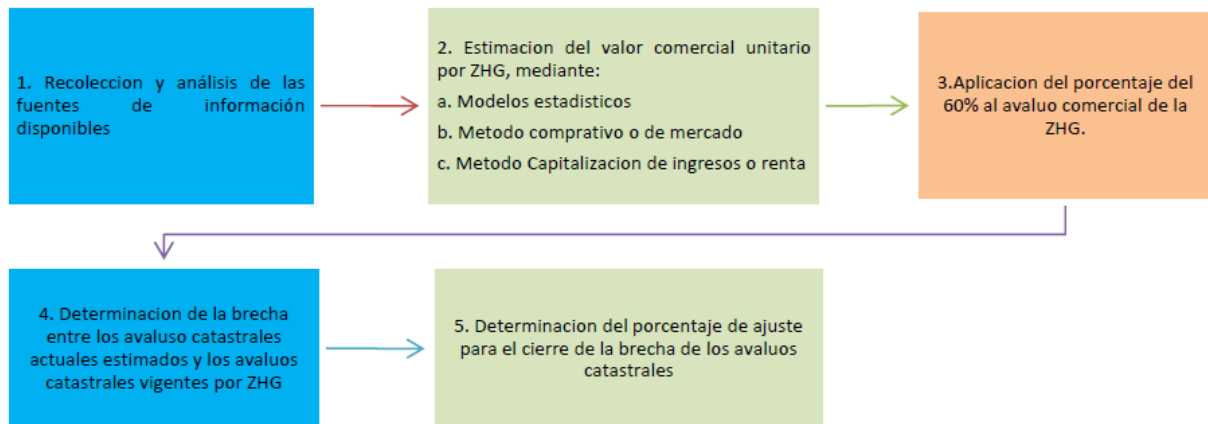 1. Recoleccion y análisis de las
fuentes de información
disponibles
2. Estimacion del valor comercial unitario
por ZHG, mediante:
a. Modelos estadisticos
b. Metodo comprativo o de mercado
c. Metodo Capitalizacion de ingresos o renta
3.Aplicacion del porcentaje del
60% al avaluo comercial de la
ZHG.
4. Determinacion de la brecha
entre los avaluso catastrales
actuales estimados y los avaluos
catastrales vigentes por ZHG
5. Determinacion del porcentaje de ajuste
para el cierre de la brecha de los avaluos
catastrales